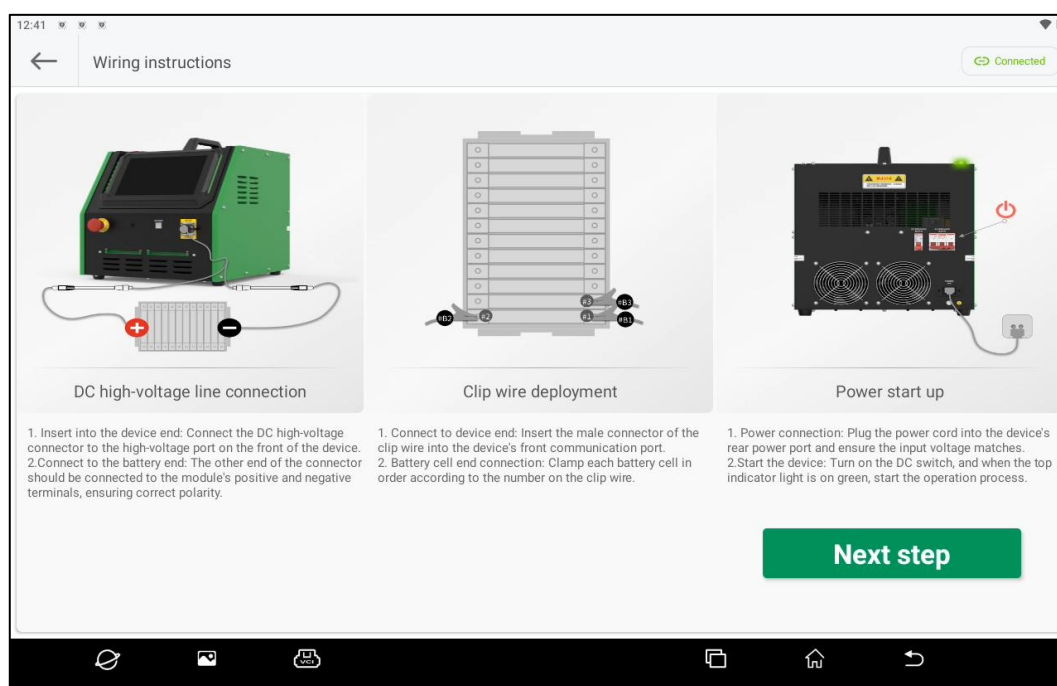 12:41
Wiring instructions
Connected
#3
#B3
#B2
#2
#1
#B1
DC high-voltage line connection
Clip wire deployment
Power start up
1. Insert into the device end: Connect the DC high-voltage
connector to the high-voltage port on the front of the device.
2.Connect to the battery end: The other end of the connector
should be connected to the module's positive and negative
terminals, ensuring correct polarity.
1. Connect to device end: Insert the male connector of the
clip wire into the device's front communication port.
2. Battery cell end connection: Clamp each battery cell in
order according to the number on the clip wire.
1. Power connection: Plug the power cord into the device's
rear power port and ensure the input voltage matches.
2.Start the device: Turn on the DC switch, and when the top
indicator light is on green, start the operation process.
Next step
VCI